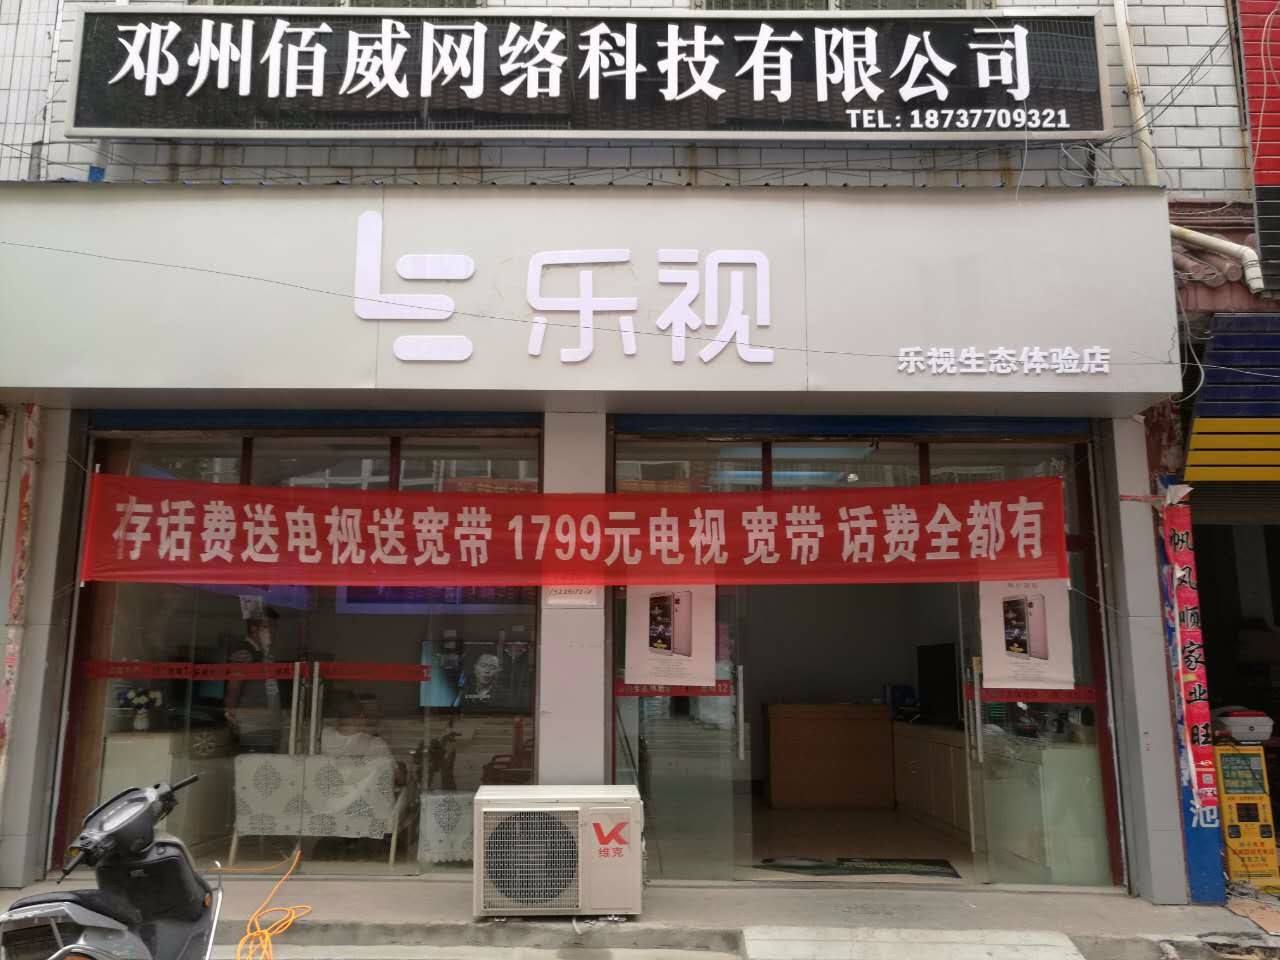 邓州佰威网络科技有限公司
TEL: 18737709321
乐视
乐视生态体验店
存话费送电视送宽带 1799元电视 宽带 话费全都有
帆风顺家业旺
VK
维克